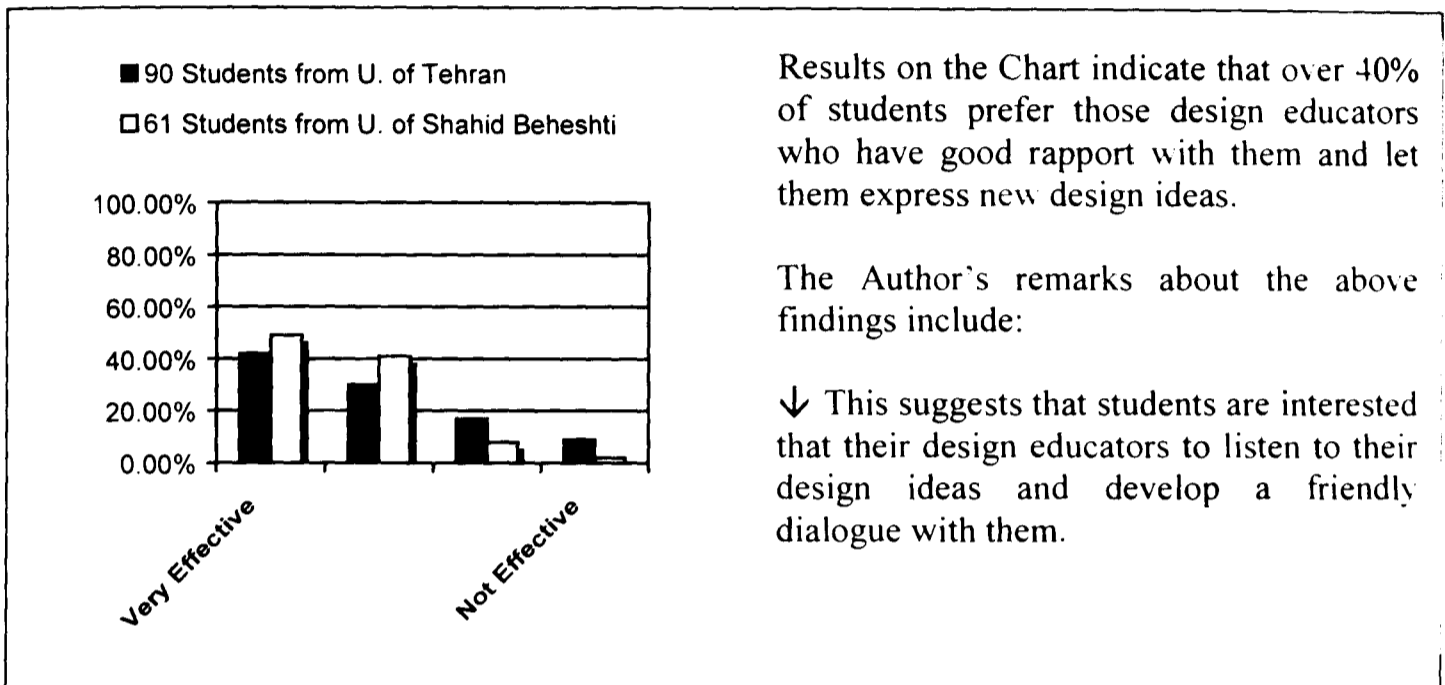 ■ 90 Students from U. of Tehran
□ 61 Students from U. of Shahid Beheshti
100.00%
80.00%
60.00%
40.00%
20.00%
0.00%
Very Effective
Not Effective
Results on the Chart indicate that over 40%
of students prefer those design educators
who have good rapport with them and let
them express new design ideas.
The Author's remarks about the above
findings include:
↓ This suggests that students are interested
that their design educators to listen to their
design ideas and develop a friendly
dialogue with them.